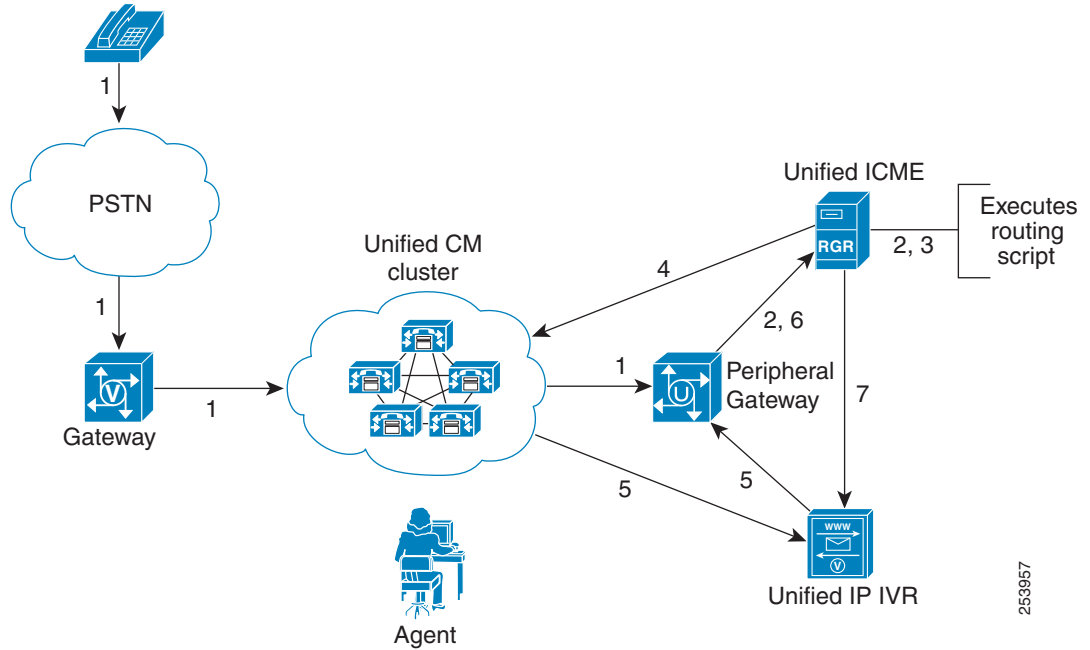 1
PSTN
1
Gateway
1
Unified CM
cluster
Unified ICME
RGR
2, 3
Executes
routing
script
4
2, 6
1
Peripheral
Gateway
7
5
5
www
V
U
V
Unified IP IVR
Agent
253957